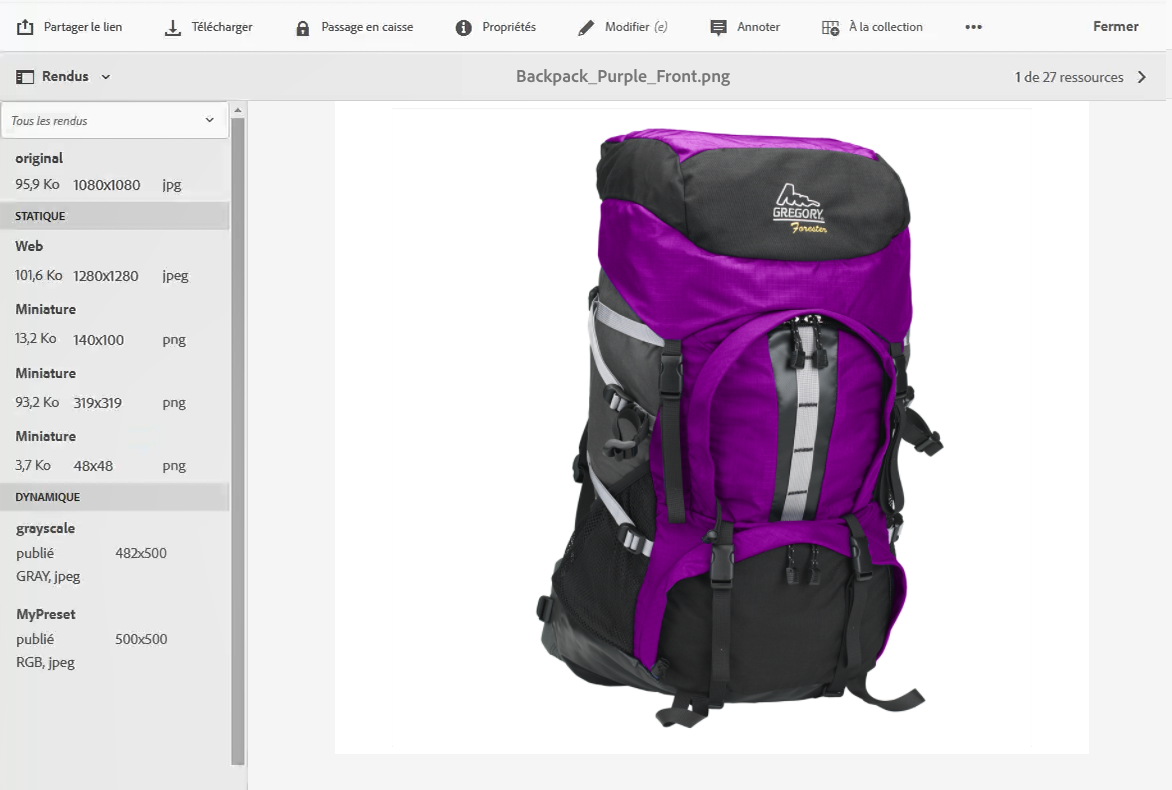 Partager le lien Télécharger Passage en caisse Propriétés Modifier (e) Annoter À la collection ••• Fermer
Rendus Backpack_Purple_Front.png 1 de 27 ressources
Tous les rendus
original
95,9 Ko 1080x1080 jpg
STATIQUE
Web
101,6 Ko 1280x1280 jpeg
Miniature
13,2 Ko 140x100 png
Miniature
93,2 Ko 319x319 png
Miniature
3,7 Ko 48x48 png
DYNAMIQUE
grayscale
publié 482x500
GRAY, jpeg
MyPreset
publié 500x500
RGB, jpeg
GREGORY
Forester